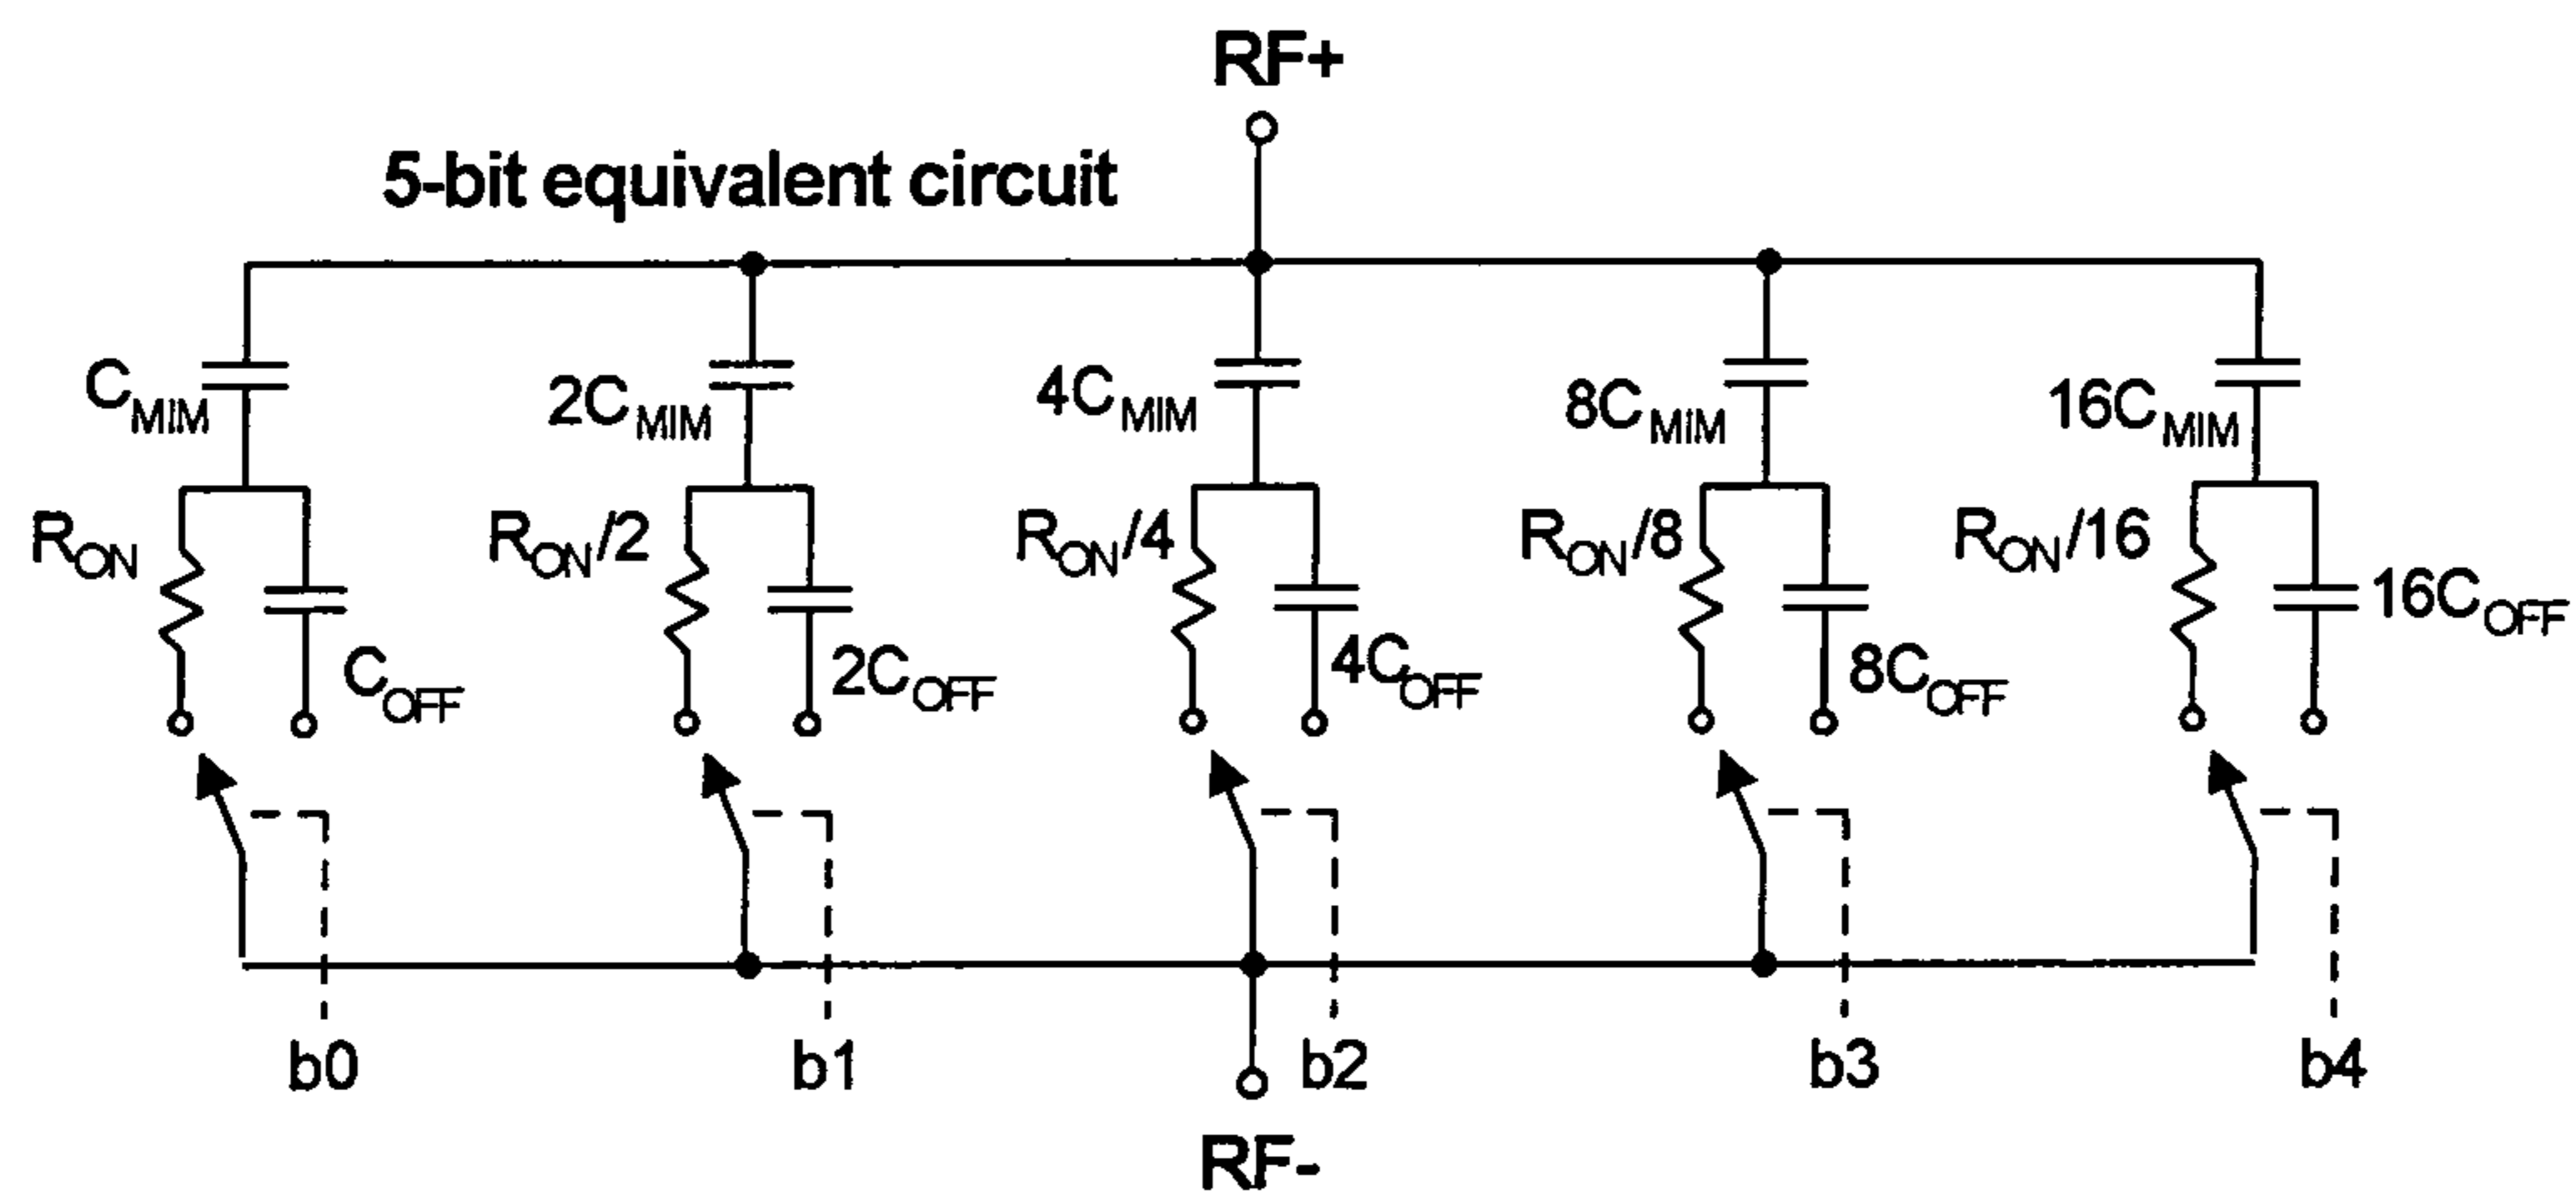 RF+
5-bit equivalent circuit
CMIM
2CMIM
4CMIM
8CMIM
16CMIM
RON
RON/2
RON/4
RON/8
RON/16
COFF
2COFF
4COFF
8COFF
16COFF
b0
b1
b2
b3
b4
RF-